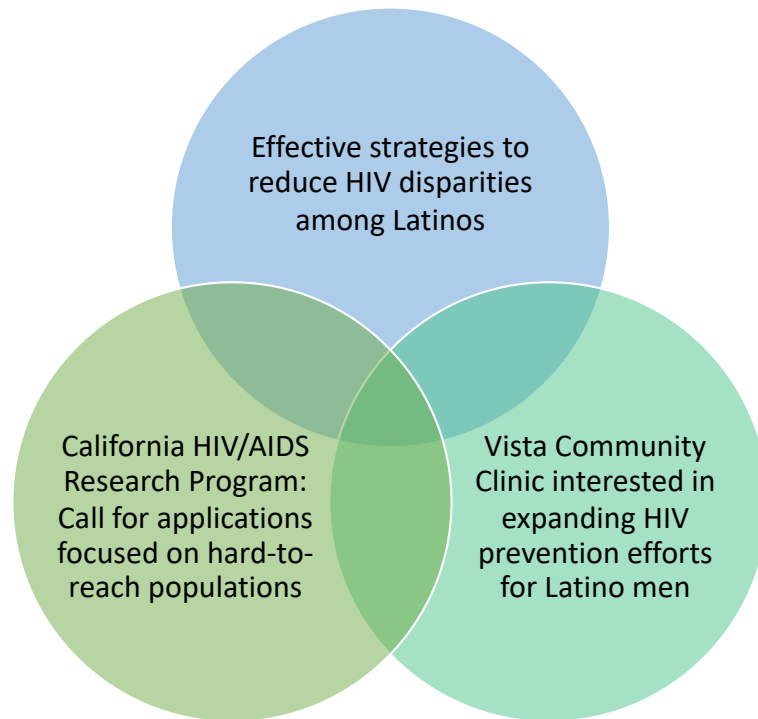 Effective strategies to
reduce HIV disparities
among Latinos
California HIV/AIDS
Research Program:
Call for applications
focused on hard-to-
reach populations
Vista Community
Clinic interested in
expanding HIV
prevention efforts
for Latino men